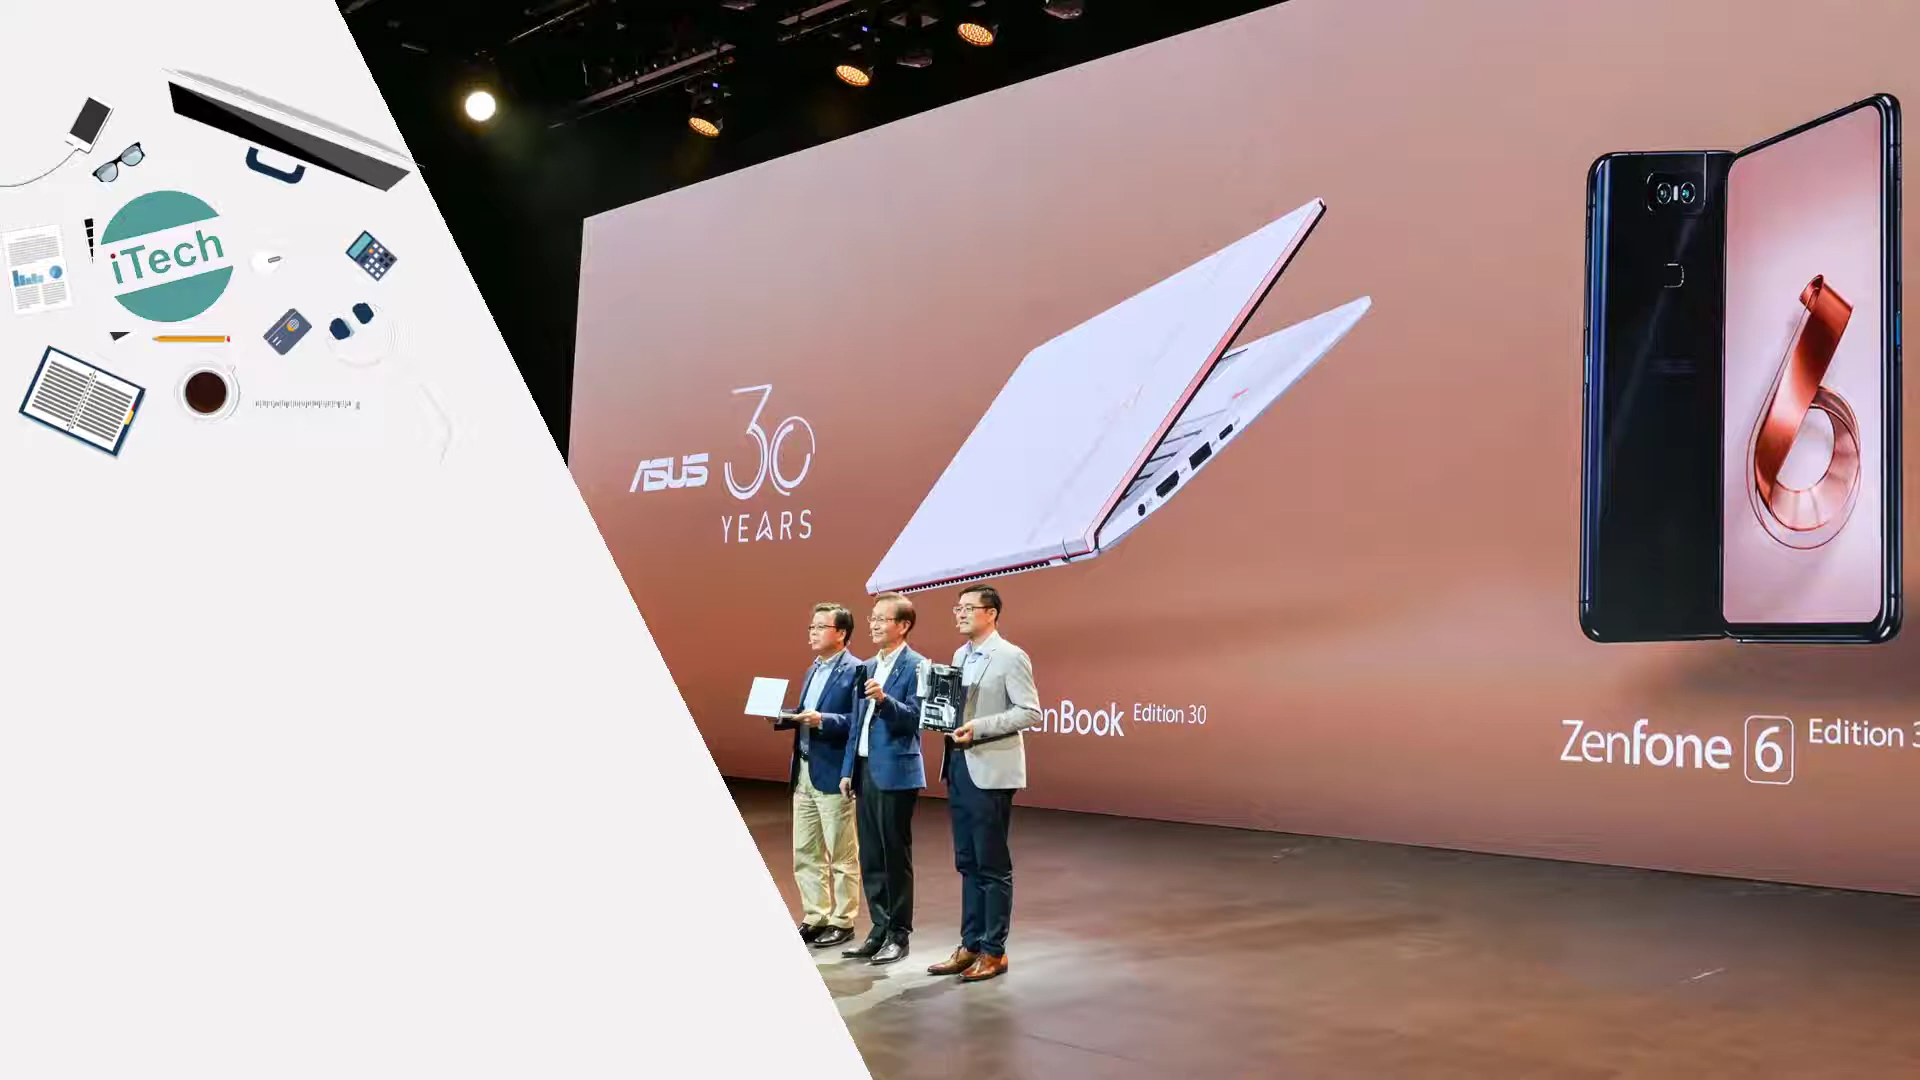 iTech
ASUS
30
YEARS
enBook Edition 30
Zenfone 6 Edition 3